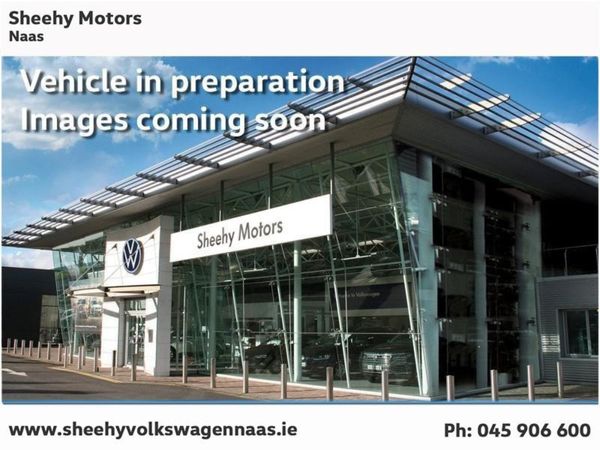 Sheehy Motors
Naas
Vehicle in preparation
Images coming soon
Sheehy Motors
www.sheehyvolkswagennaas.ie
Ph: 045 906 600